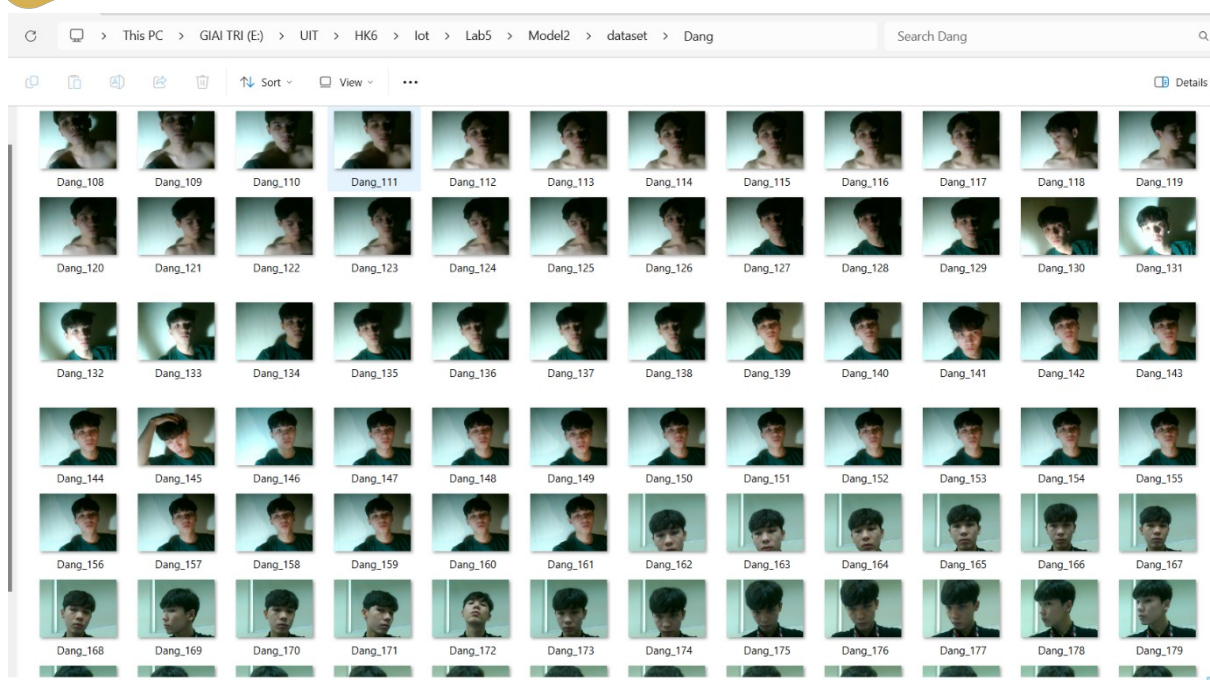 This PC > GIAI TRI (E:) > UIT > HK6 > Iot > Lab5 > Model2 > dataset > Dang Search Dang
Sort View ••• Details
Dang_108 Dang_109 Dang_110 Dang_111 Dang_112 Dang_113 Dang_114 Dang_115 Dang_116 Dang_117 Dang_118 Dang_119
Dang_120 Dang_121 Dang_122 Dang_123 Dang_124 Dang_125 Dang_126 Dang_127 Dang_128 Dang_129 Dang_130 Dang_131
Dang_132 Dang_133 Dang_134 Dang_135 Dang_136 Dang_137 Dang_138 Dang_139 Dang_140 Dang_141 Dang_142 Dang_143
Dang_144 Dang_145 Dang_146 Dang_147 Dang_148 Dang_149 Dang_150 Dang_151 Dang_152 Dang_153 Dang_154 Dang_155
Dang_156 Dang_157 Dang_158 Dang_159 Dang_160 Dang_161 Dang_162 Dang_163 Dang_164 Dang_165 Dang_166 Dang_167
Dang_168 Dang_169 Dang_170 Dang_171 Dang_172 Dang_173 Dang_174 Dang_175 Dang_176 Dang_177 Dang_178 Dang_179